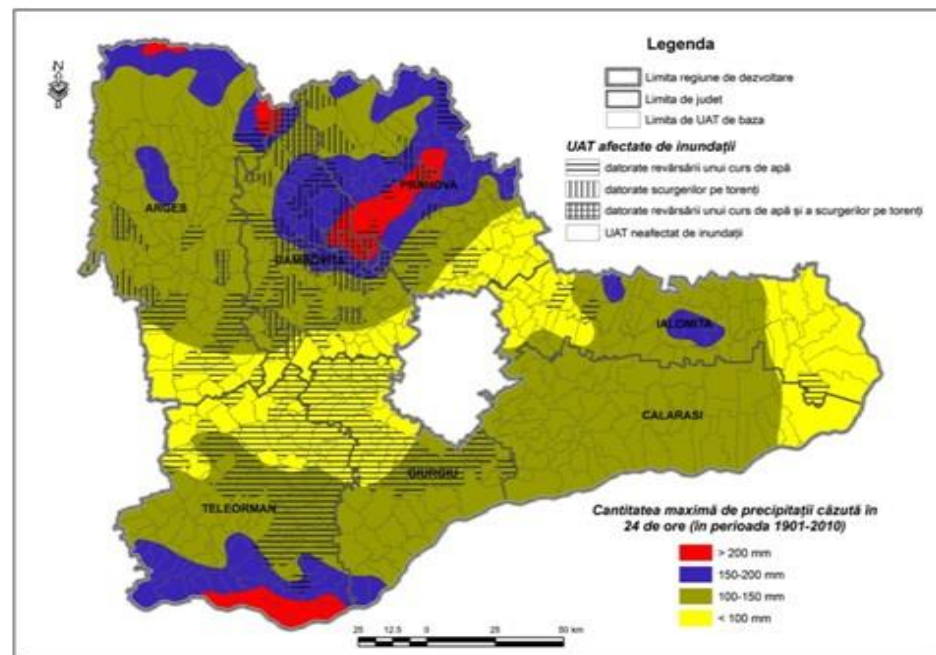 Legenda
Limita regiune de dezvoltare
Limita de județ
Limita de UAT de baza
UAT afectate de inundații
datorate revărsării unui curs de apă
datorate scurgerilor pe torenți
datorate revărsării unui curs de apă și a scurgerilor pe torenți
UAT neafectat de inundații
N
ARGES
PRAHOVA
DAMBOVITA
IALOMITA
CALARASI
GIURGIU
TELEORMAN
Cantitatea maximă de precipitații căzută în
24 de ore (în perioada 1901-2010)
> 200 mm
150-200 mm
100-150 mm
< 100 mm
25 12.5 0 25 50 km